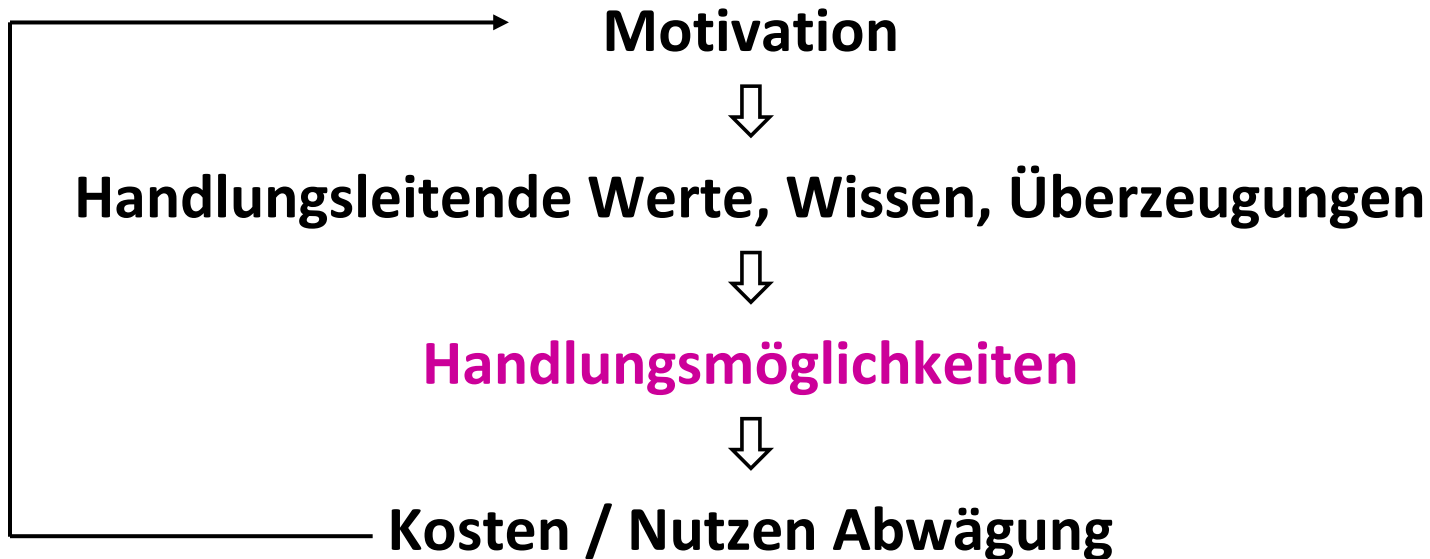 Motivation
Handlungsleitende Werte, Wissen, Überzeugungen
Handlungsmöglichkeiten
Kosten / Nutzen Abwägung